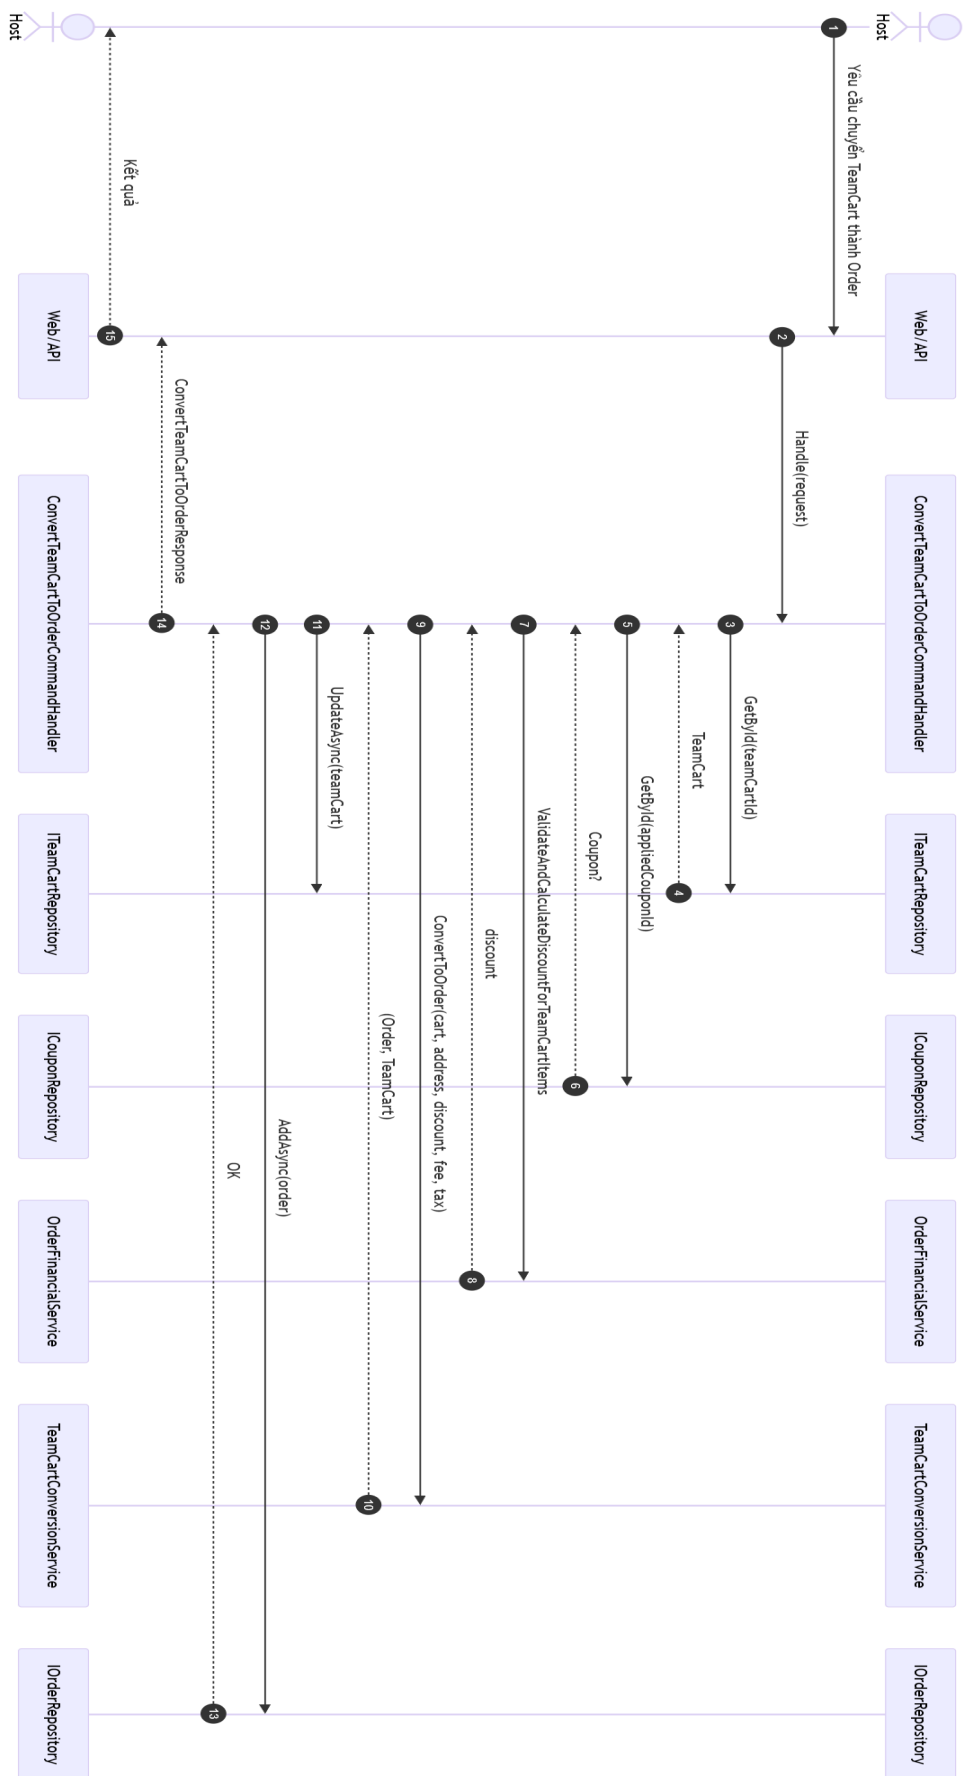 Host
Web/API
ConvertTeamCartToOrderCommandHandler
ITeamCartRepository
ICouponRepository
OrderFinancialService
TeamCartConversionService
IOrderRepository
1
Yêu cầu chuyển TeamCart thành Order
2
Handle(request)
3
GetById(teamCartId)
4
TeamCart
5
GetById(appliedCouponId)
6
Coupon?
7
ValidateAndCalculateDiscountForTeamCartItems
8
discount
9
ConvertToOrder(cart, address, discount, fee, tax)
10
(Order, TeamCart)
11
UpdateAsync(teamCart)
12
AddAsync(order)
13
OK
14
ConvertTeamCartToOrderResponse
15
Kết quả
Host
Web/API
ConvertTeamCartToOrderCommandHandler
ITeamCartRepository
ICouponRepository
OrderFinancialService
TeamCartConversionService
IOrderRepository